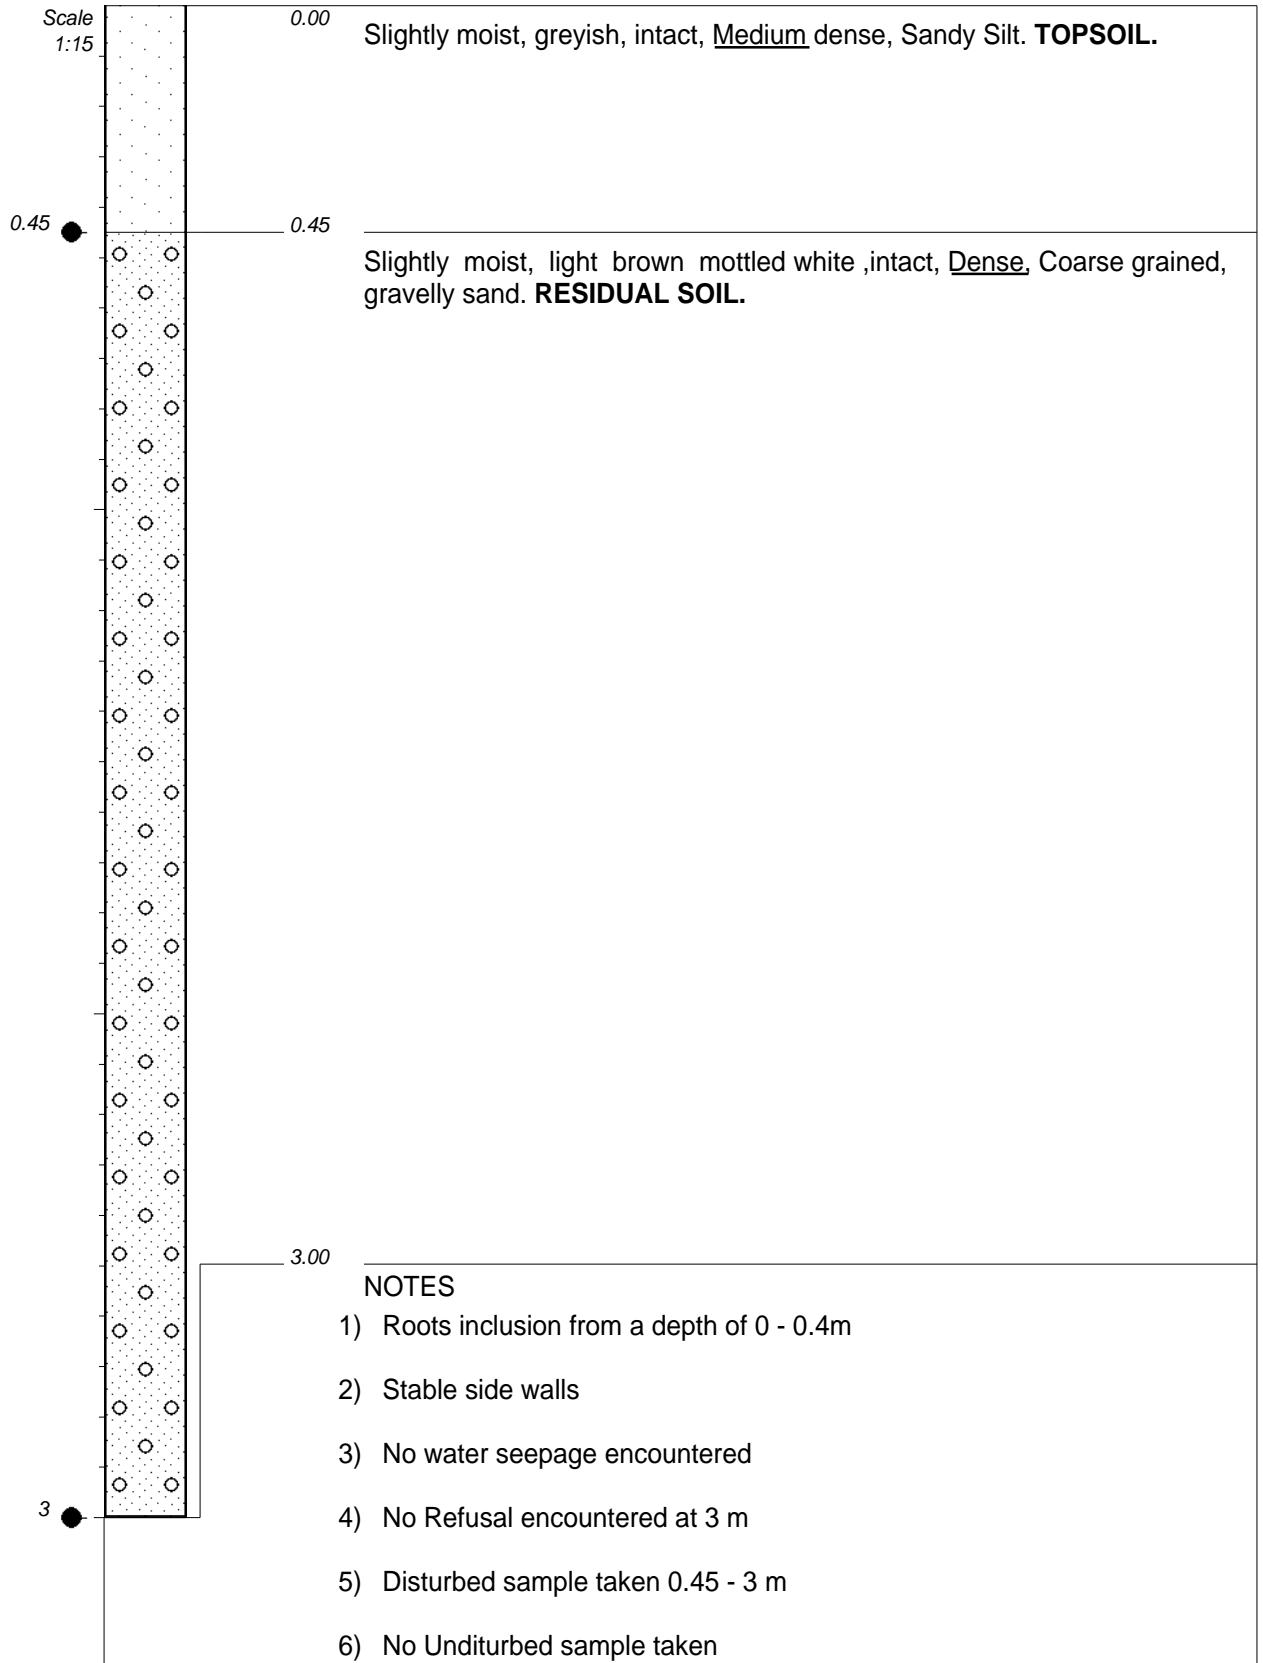 Scale
1:15
0.00
Slightly moist, greyish, intact, Medium dense, Sandy Silt. TOPSOIL.
0.45
0.45
Slightly moist, light brown mottled white ,intact, Dense, Coarse grained,
gravelly sand. RESIDUAL SOIL.
3.00
NOTES
1) Roots inclusion from a depth of 0 - 0.4m
2) Stable side walls
3) No water seepage encountered
3
4) No Refusal encountered at 3 m
5) Disturbed sample taken 0.45 - 3 m
6) No Unditurbed sample taken